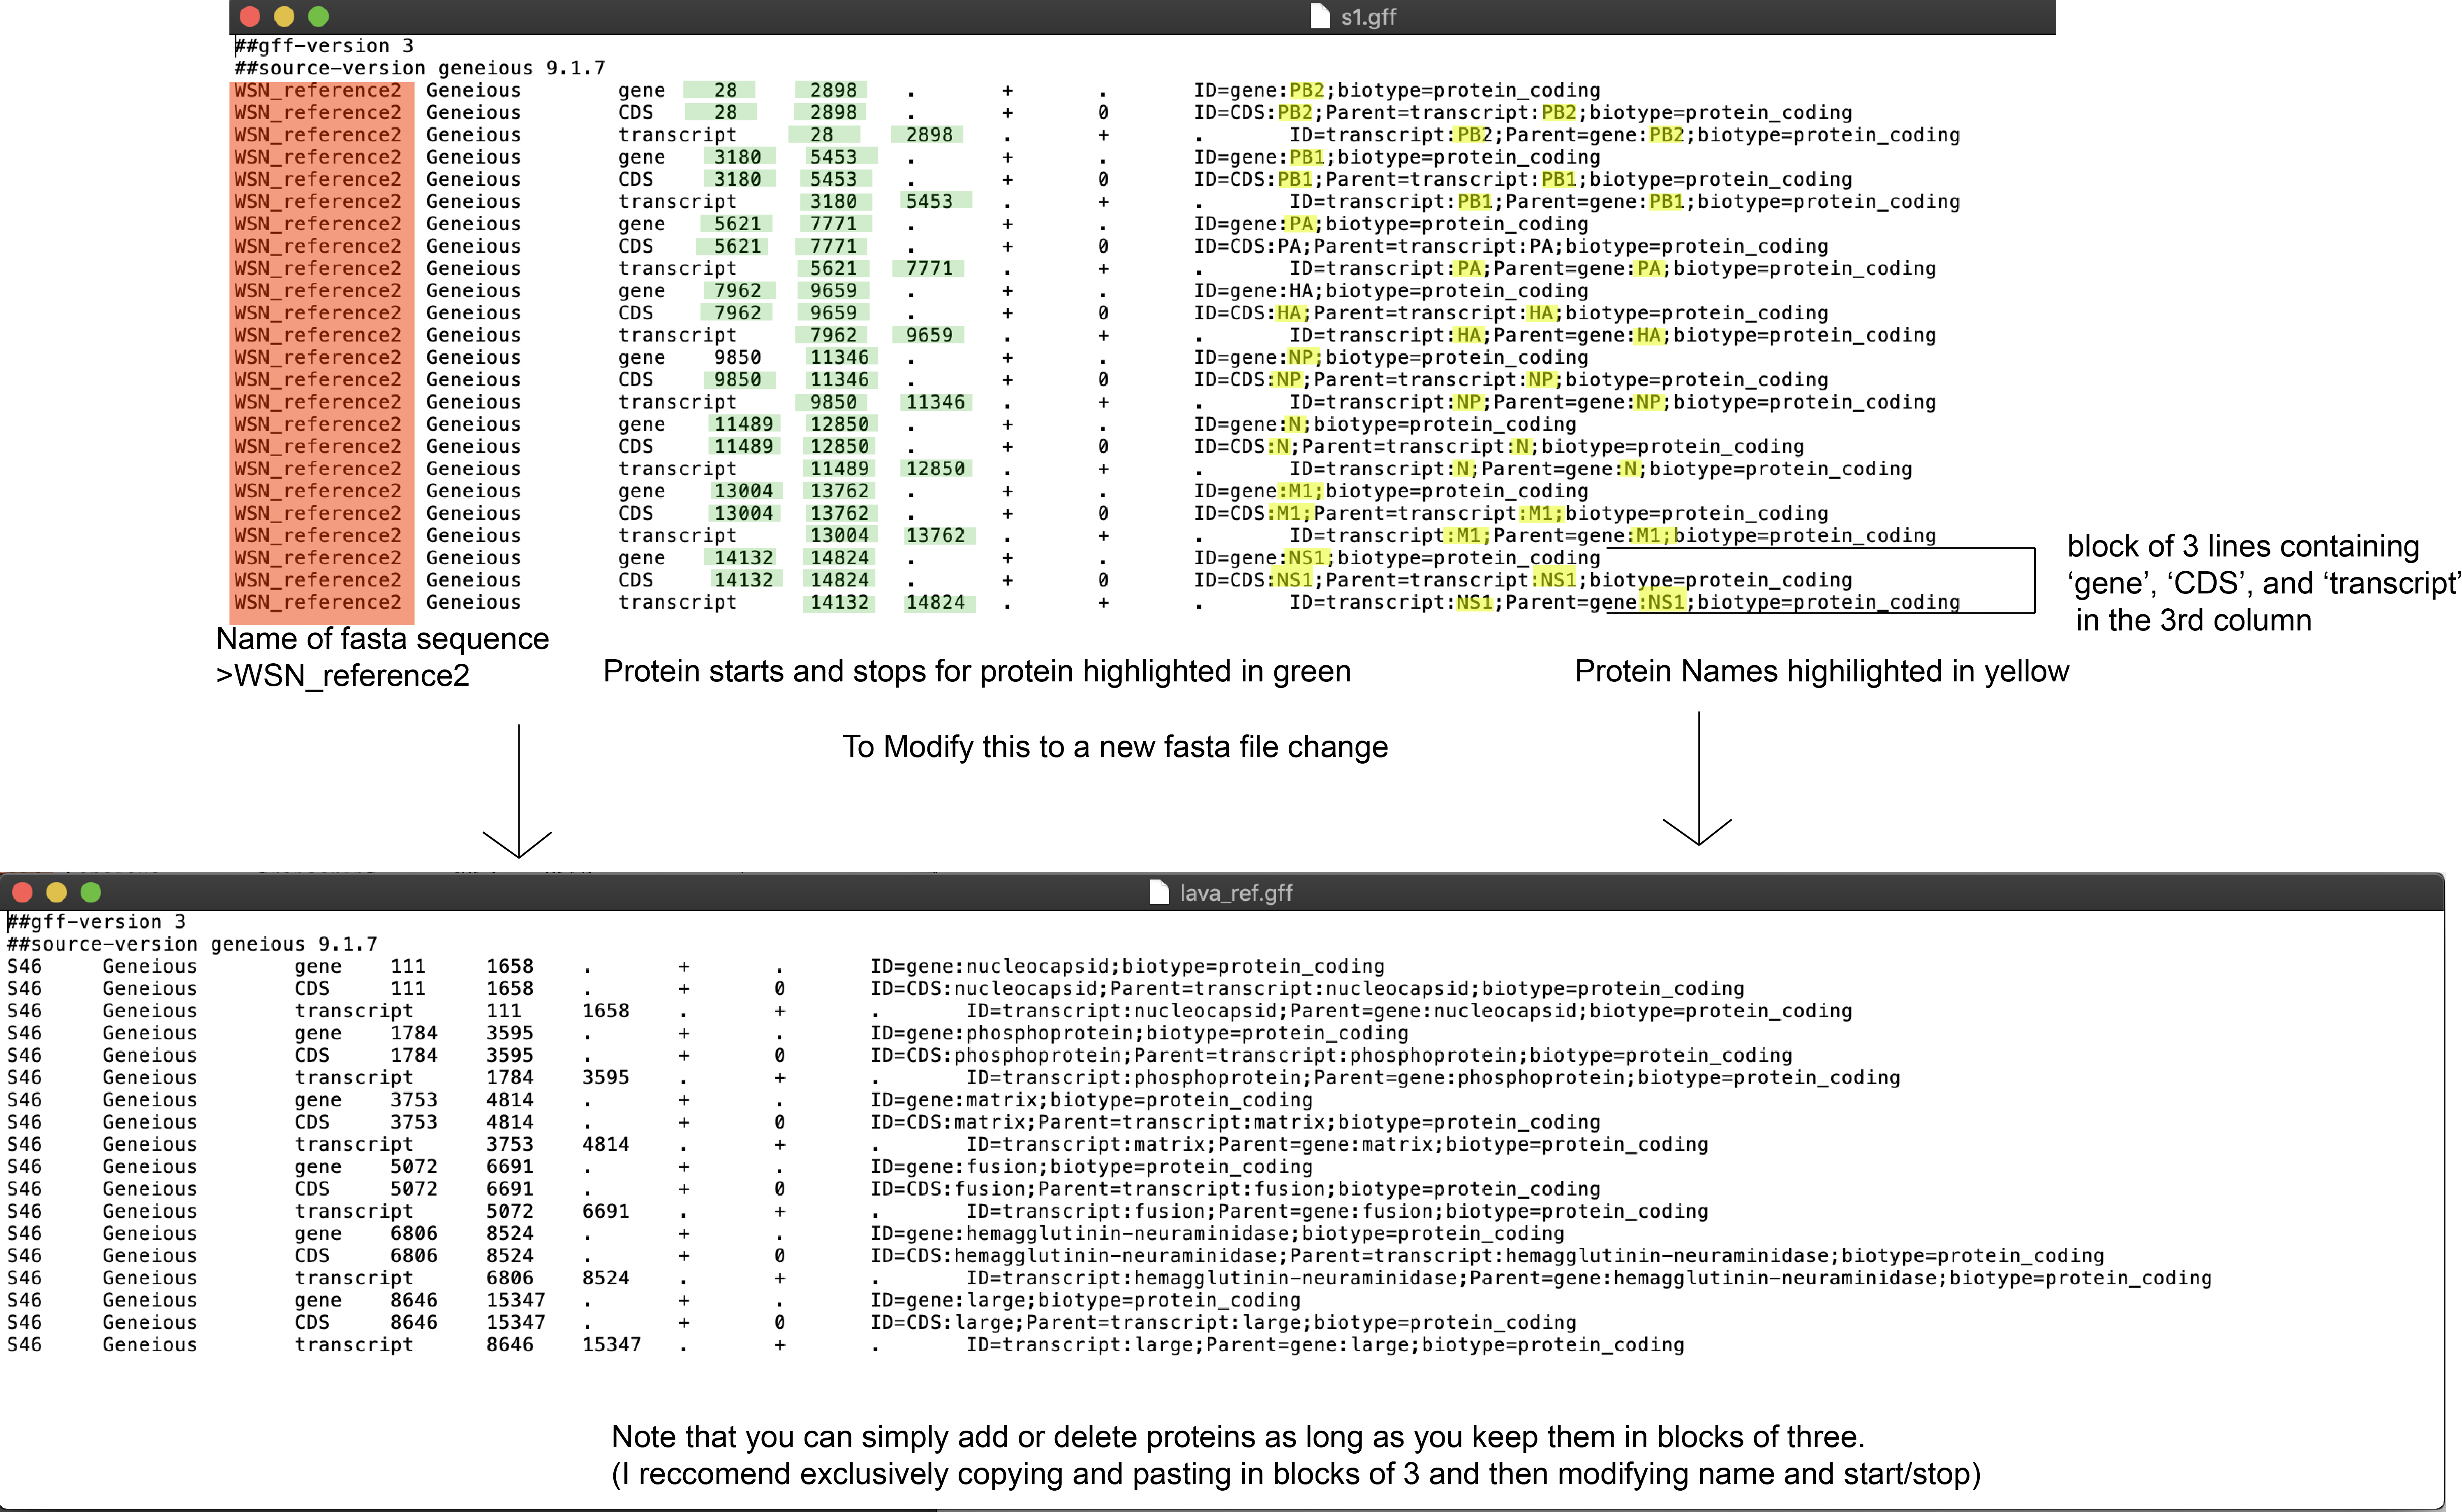 s1.gff
##gff-version 3
##source-version geneious 9.1.7
WSN_reference2 Geneious gene 28 2898 . + . ID=gene:PB2;biotype=protein_coding
WSN_reference2 Geneious CDS 28 2898 . + 0 ID=CDS:PB2;Parent=transcript:PB2;biotype=protein_coding
WSN_reference2 Geneious transcript 28 2898 . + . ID=transcript:PB2;Parent=gene:PB2;biotype=protein_coding
WSN_reference2 Geneious gene 3180 5453 . + . ID=gene:PB1;biotype=protein_coding
WSN_reference2 Geneious CDS 3180 5453 . + 0 ID=CDS:PB1;Parent=transcript:PB1;biotype=protein_coding
WSN_reference2 Geneious transcript 3180 5453 . + . ID=transcript:PB1;Parent=gene:PB1;biotype=protein_coding
WSN_reference2 Geneious gene 5621 7771 . + . ID=gene:PA;biotype=protein_coding
WSN_reference2 Geneious CDS 5621 7771 . + 0 ID=CDS:PA;Parent=transcript:PA;biotype=protein_coding
WSN_reference2 Geneious transcript 5621 7771 . + . ID=transcript:PA;Parent=gene:PA;biotype=protein_coding
WSN_reference2 Geneious gene 7962 9659 . + . ID=gene:HA;biotype=protein_coding
WSN_reference2 Geneious CDS 7962 9659 . + 0 ID=CDS:HA;Parent=transcript:HA;biotype=protein_coding
WSN_reference2 Geneious transcript 7962 9659 . + . ID=transcript:HA;Parent=gene:HA;biotype=protein_coding
WSN_reference2 Geneious gene 9850 11346 . + . ID=gene:NP;biotype=protein_coding
WSN_reference2 Geneious CDS 9850 11346 . + 0 ID=CDS:NP;Parent=transcript:NP;biotype=protein_coding
WSN_reference2 Geneious transcript 9850 11346 . + . ID=transcript:NP;Parent=gene:NP;biotype=protein_coding
WSN_reference2 Geneious gene 11489 12850 . + . ID=gene:N;biotype=protein_coding
WSN_reference2 Geneious CDS 11489 12850 . + 0 ID=CDS:N;Parent=transcript:N;biotype=protein_coding
WSN_reference2 Geneious transcript 11489 12850 . + . ID=transcript:N;Parent=gene:N;biotype=protein_coding
WSN_reference2 Geneious gene 13004 13762 . + . ID=gene:M1;biotype=protein_coding
WSN_reference2 Geneious CDS 13004 13762 . + 0 ID=CDS:M1;Parent=transcript:M1;biotype=protein_coding
WSN_reference2 Geneious transcript 13004 13762 . + . ID=transcript:M1;Parent=gene:M1;biotype=protein_coding
WSN_reference2 Geneious gene 14132 14824 . + . ID=gene:NS1;biotype=protein_coding
WSN_reference2 Geneious CDS 14132 14824 . + 0 ID=CDS:NS1;Parent=transcript:NS1;biotype=protein_coding
WSN_reference2 Geneious transcript 14132 14824 . + . ID=transcript:NS1;Parent=gene:NS1;biotype=protein_coding
block of 3 lines containing
‘gene’, ‘CDS’, and ‘transcript’
in the 3rd column
Name of fasta sequence
>WSN_reference2
Protein starts and stops for protein highlighted in green
Protein Names highilighted in yellow
To Modify this to a new fasta file change
lava_ref.gff
##gff-version 3
##source-version geneious 9.1.7
S46 Geneious gene 111 1658 . + . ID=gene:nucleocapsid;biotype=protein_coding
S46 Geneious CDS 111 1658 . + 0 ID=CDS:nucleocapsid;Parent=transcript:nucleocapsid;biotype=protein_coding
S46 Geneious transcript 111 1658 . + . ID=transcript:nucleocapsid;Parent=gene:nucleocapsid;biotype=protein_coding
S46 Geneious gene 1784 3595 . + . ID=gene:phosphoprotein;biotype=protein_coding
S46 Geneious CDS 1784 3595 . + 0 ID=CDS:phosphoprotein;Parent=transcript:phosphoprotein;biotype=protein_coding
S46 Geneious transcript 1784 3595 . + . ID=transcript:phosphoprotein;Parent=gene:phosphoprotein;biotype=protein_coding
S46 Geneious gene 3753 4814 . + . ID=gene:matrix;biotype=protein_coding
S46 Geneious CDS 3753 4814 . + 0 ID=CDS:matrix;Parent=transcript:matrix;biotype=protein_coding
S46 Geneious transcript 3753 4814 . + . ID=transcript:matrix;Parent=gene:matrix;biotype=protein_coding
S46 Geneious gene 5072 6691 . + . ID=gene:fusion;biotype=protein_coding
S46 Geneious CDS 5072 6691 . + 0 ID=CDS:fusion;Parent=transcript:fusion;biotype=protein_coding
S46 Geneious transcript 5072 6691 . + . ID=transcript:fusion;Parent=gene:fusion;biotype=protein_coding
S46 Geneious gene 6806 8524 . + . ID=gene:hemagglutinin-neuraminidase;biotype=protein_coding
S46 Geneious CDS 6806 8524 . + 0 ID=CDS:hemagglutinin-neuraminidase;Parent=transcript:hemagglutinin-neuraminidase;biotype=protein_coding
S46 Geneious transcript 6806 8524 . + . ID=transcript:hemagglutinin-neuraminidase;Parent=gene:hemagglutinin-neuraminidase;biotype=protein_coding
S46 Geneious gene 8646 15347 . + . ID=gene:large;biotype=protein_coding
S46 Geneious CDS 8646 15347 . + 0 ID=CDS:large;Parent=transcript:large;biotype=protein_coding
S46 Geneious transcript 8646 15347 . + . ID=transcript:large;Parent=gene:large;biotype=protein_coding
Note that you can simply add or delete proteins as long as you keep them in blocks of three.
(I reccomend exclusively copying and pasting in blocks of 3 and then modifying name and start/stop)